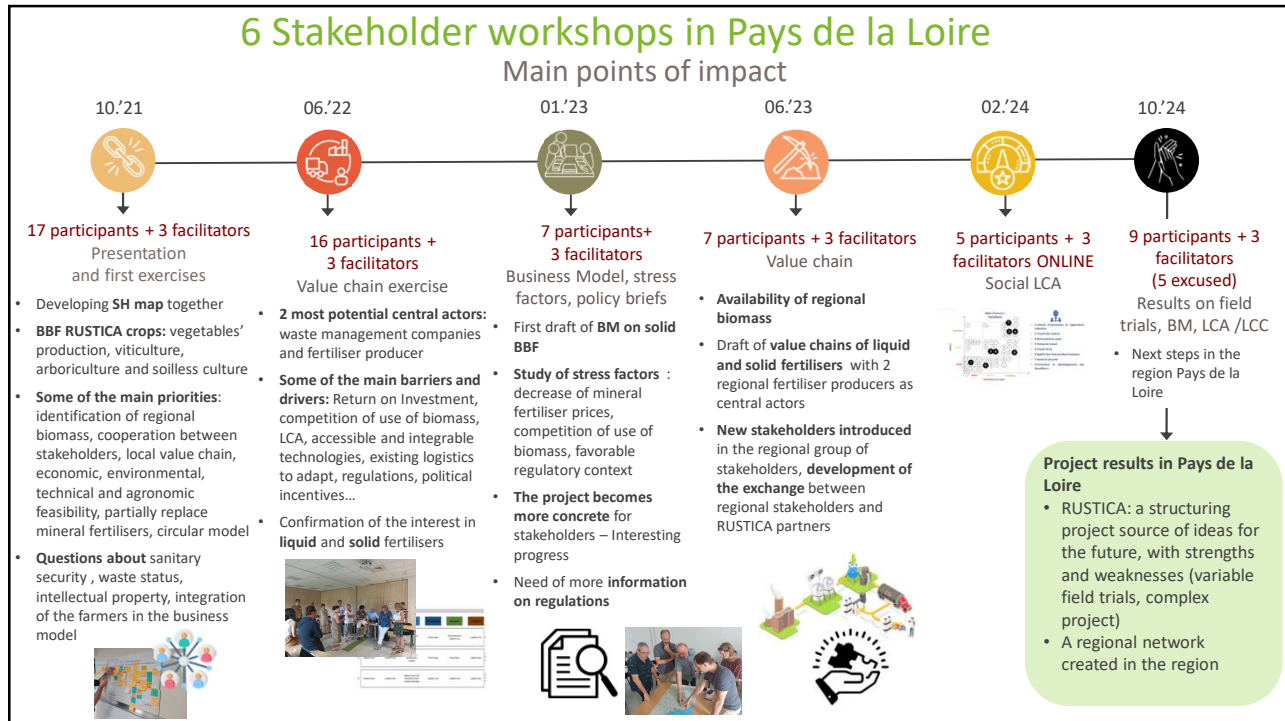 6 Stakeholder workshops in Pays de la Loire
Main points of impact
10.'21
17 participants + 3 facilitators
Presentation
and first exercises
• Developing SH map together
• BBF RUSTICA crops: vegetables'
production, viticulture,
arboriculture and soilless culture
• Some of the main priorities:
identification of regional
biomass, cooperation between
stakeholders, local value chain,
economic, environmental,
technical and agronomic
feasibility, partially replace
mineral fertilisers, circular model
• Questions about sanitary
security , waste status,
intellectual property, integration
of the farmers in the business
model
06.'22
16 participants +
3 facilitators
Value chain exercise
• 2 most potential central actors:
waste management companies
and fertiliser producer
• Some of the main barriers and
drivers: Return on Investment,
competition of use of biomass,
LCA, accessible and integrable
technologies, existing logistics
to adapt, regulations, political
incentives…
• Confirmation of the interest in
liquid and solid fertilisers
01.'23
7 participants+
3 facilitators
Business Model, stress
factors, policy briefs
• First draft of BM on solid
BBF
• Study of stress factors :
decrease of mineral
fertiliser prices,
competition of use of
biomass, favorable
regulatory context
• The project becomes
more concrete for
stakeholders – Interesting
progress
• Need of more information
on regulations
06.'23
7 participants + 3 facilitators
Value chain
• Availability of regional
biomass
• Draft of value chains of liquid
and solid fertilisers with 2
regional fertiliser producers as
central actors
• New stakeholders introduced
in the regional group of
stakeholders, development of
the exchange between
regional stakeholders and
RUSTICA partners
02.'24
5 participants + 3
facilitators ONLINE
Social LCA
10.'24
9 participants + 3
facilitators
(5 excused)
Results on field
trials, BM, LCA /LCC
• Next steps in the
region Pays de la
Loire
Project results in Pays de la
Loire
• RUSTICA: a structuring
project source of ideas for
the future, with strengths
and weaknesses (variable
field trials, complex
project)
• A regional network
created in the region